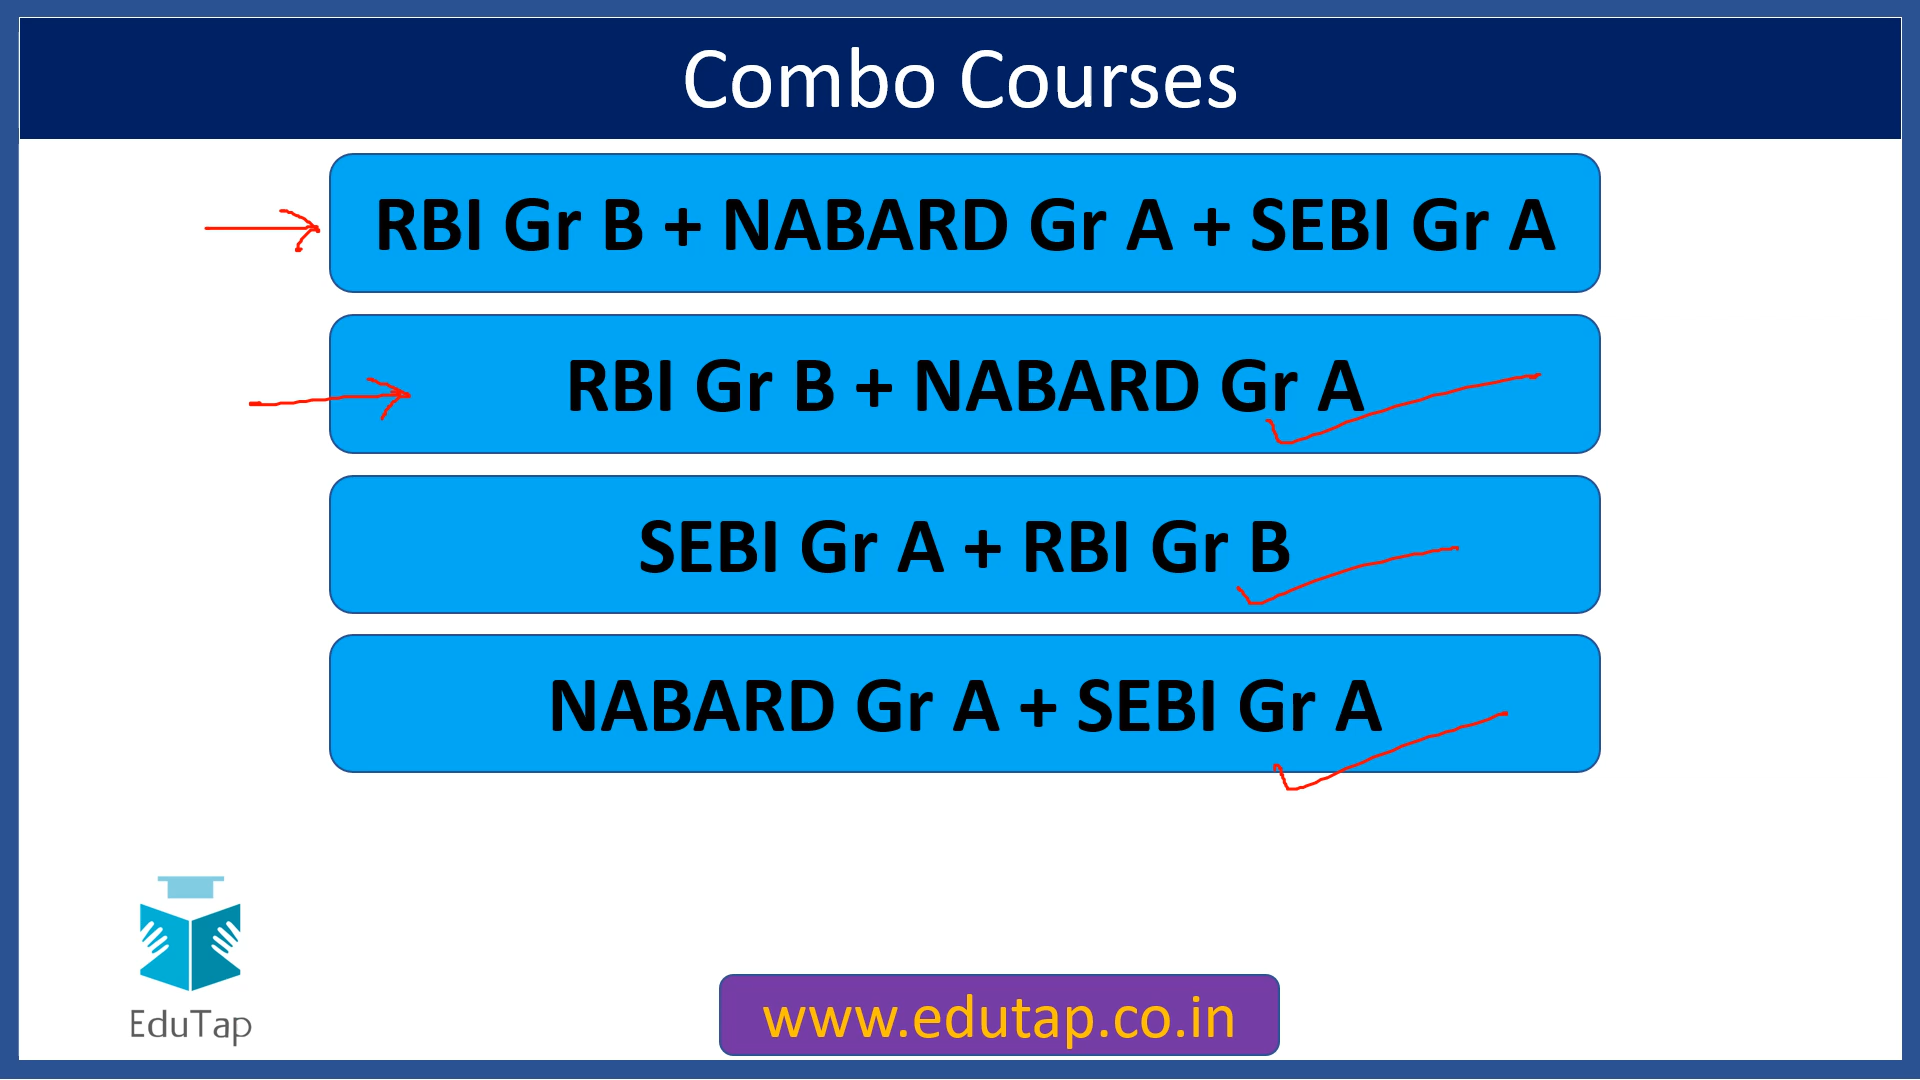 Combo Courses
RBI Gr B + NABARD Gr A + SEBI Gr A
RBI Gr B + NABARD Gr A
SEBI Gr A + RBI Gr B
NABARD Gr A + SEBI Gr A
EduTap
www.edutap.co.in